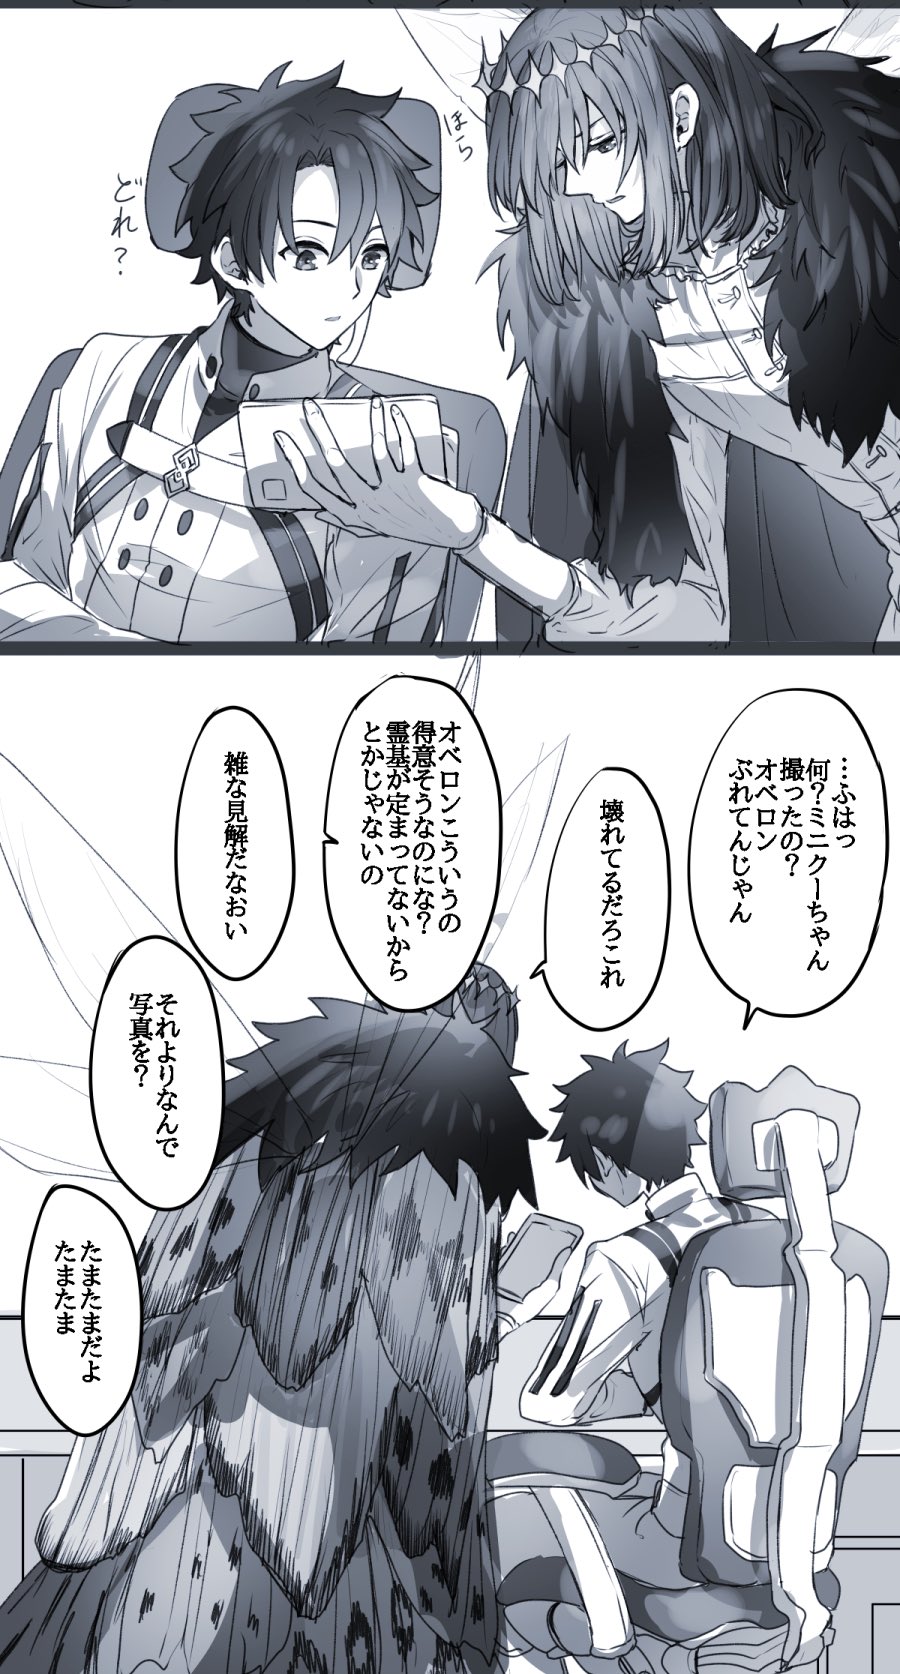 ほら
どれ？
…ふはっ
何？ミニクーちゃん
撮ったの？
オベロン
ぶれてんじゃん
壊れてるだろこれ
オベロンこういうの
得意そうなのにな？
霊基が定まってないから
とかじゃないの
雑な見解だなおい
それよりなんで
写真を？
たまたまだよ
たまたま